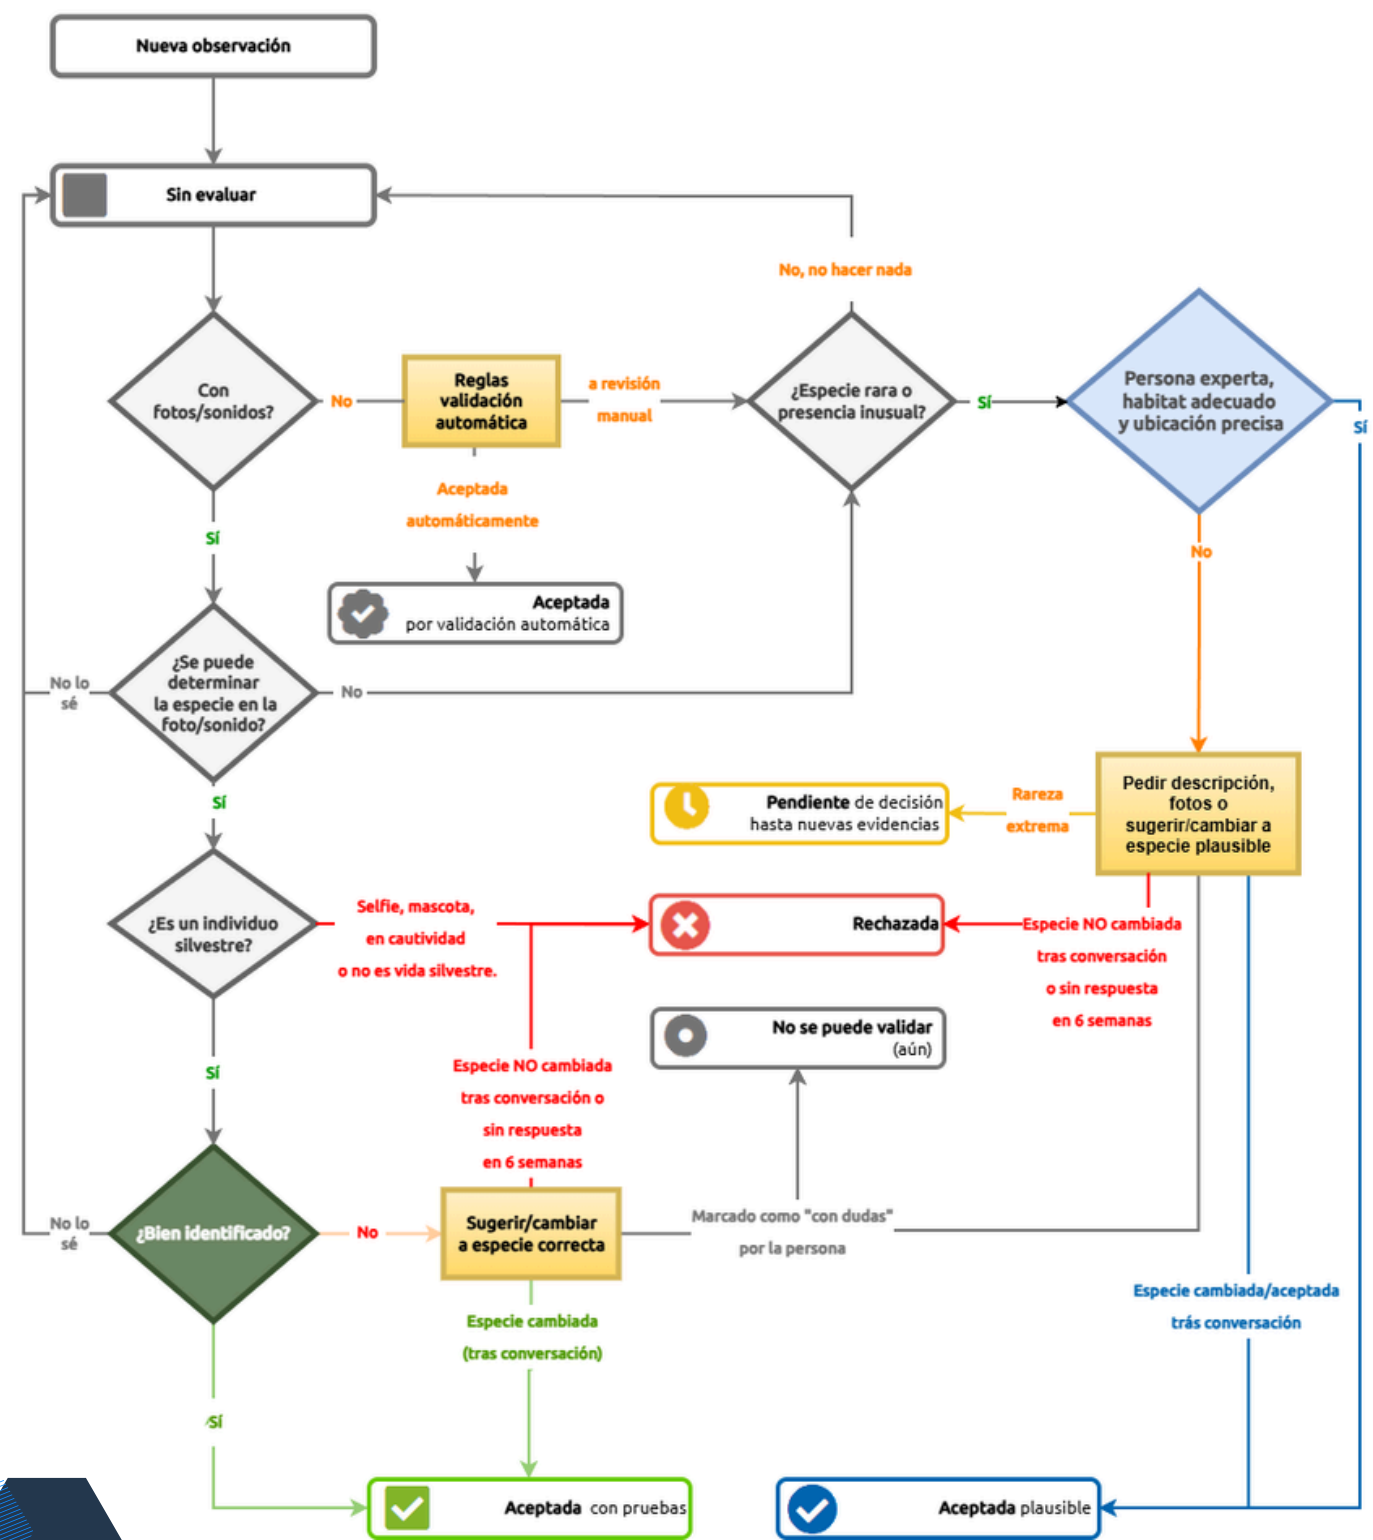 Nueva observación
Sin evaluar
No, no hacer nada
Con
fotos/sonidos?
No
Reglas
validación
automática
a revisión
manual
¿Especie rara o
presencia inusual?
Sí
Persona experta,
habitat adecuado
y ubicación precisa
Sí
Aceptada
automáticamente
Sí
No
Aceptada
por validación automática
¿Se puede
determinar
la especie en la
foto/sonido?
No lo
sé
No
Sí
Pendiente de decisión
hasta nuevas evidencias
Rareza
extrema
Pedir descripción,
fotos o
sugerir/cambiar a
especie plausible
¿Es un individuo
silvestre?
Selfie, mascota,
en cautividad
o no es vida silvestre.
Rechazada
Especie NO cambiada
tras conversación
o sin respuesta
en 6 semanas
No se puede validar
(aún)
Sí
Especie NO cambiada
tras conversación o
sin respuesta
en 6 semanas
¿Bien identificado?
No lo
sé
No
Sugerir/cambiar
a especie correcta
Marcado como "con dudas"
por la persona
Especie cambiada
(tras conversación)
Especie cambiada/aceptada
trás conversación
Sí
Aceptada con pruebas
Aceptada plausible